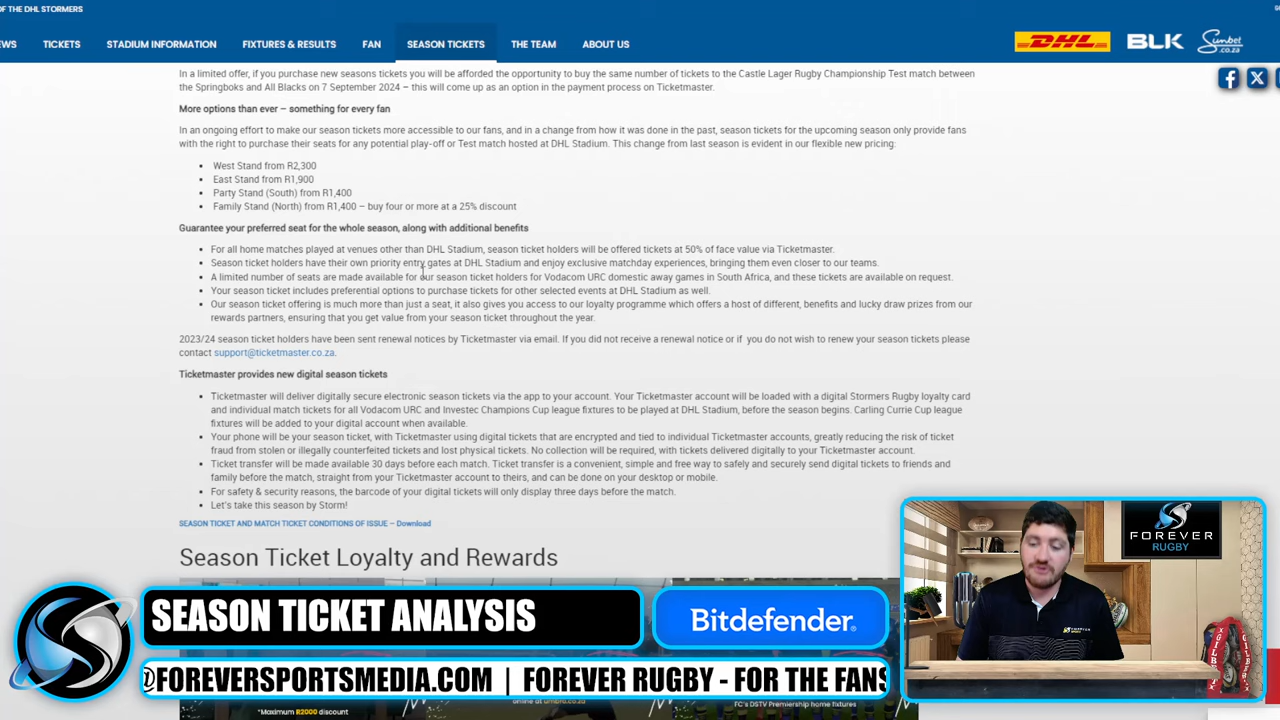 OF THE DHL STORMERS
EWS TICKETS STADIUM INFORMATION FIXTURES & RESULTS FAN SEASON TICKETS THE TEAM ABOUT US
DHL BLK Sunbet .co.za
In a limited offer, if you purchase new seasons tickets you will be afforded the opportunity to buy the same number of tickets to the Castle Lager Rugby Championship Test match between
the Springboks and All Blacks on 7 September 2024 – this will come up as an option in the payment process on Ticketmaster.
More options than ever – something for every fan
In an ongoing effort to make our season tickets more accessible to our fans, and in a change from how it was done in the past, season tickets for the upcoming season only provide fans
with the right to purchase their seats for any potential play-off or Test match hosted at DHL Stadium. This change from last season is evident in our flexible new pricing:
West Stand from R2,300
East Stand from R1,900
Party Stand (South) from R1,400
Family Stand (North) from R1,400 – buy four or more at a 25% discount
Guarantee your preferred seat for the whole season, along with additional benefits
For all home matches played at venues other than DHL Stadium, season ticket holders will be offered tickets at 50% of face value via Ticketmaster.
Season ticket holders have their own priority entry gates at DHL Stadium and enjoy exclusive matchday experiences, bringing them even closer to our teams.
A limited number of seats are made available for our season ticket holders for Vodacom URC domestic away games in South Africa, and these tickets are available on request.
Your season ticket includes preferential options to purchase tickets for other selected events at DHL Stadium as well.
Our season ticket offering is much more than just a seat, it also gives you access to our loyalty programme which offers a host of different, benefits and lucky draw prizes from our
rewards partners, ensuring that you get value from your season ticket throughout the year.
2023/24 season ticket holders have been sent renewal notices by Ticketmaster via email. If you did not receive a renewal notice or if you do not wish to renew your season tickets please
contact support@ticketmaster.co.za.
Ticketmaster provides new digital season tickets
Ticketmaster will deliver digitally secure electronic season tickets via the app to your account. Your Ticketmaster account will be loaded with a digital Stormers Rugby loyalty card
and individual match tickets for all Vodacom URC and Investec Champions Cup league fixtures to be played at DHL Stadium, before the season begins. Carling Currie Cup league
fixtures will be added to your digital account when available.
Your phone will be your season ticket, with Ticketmaster using digital tickets that are encrypted and tied to individual Ticketmaster accounts, greatly reducing the risk of ticket
fraud from stolen or illegally counterfeited tickets and lost physical tickets. No collection will be required, with tickets delivered digitally to your Ticketmaster account.
Ticket transfer will be made available 30 days before each match. Ticket transfer is a convenient, simple and free way to safely and securely send digital tickets to friends and
family before the match, straight from your Ticketmaster account to theirs, and can be done on your desktop or mobile.
For safety & security reasons, the barcode of your digital tickets will only display three days before the match.
Let's take this season by Storm!
SEASON TICKET AND MATCH TICKET CONDITIONS OF ISSUE – Download
Season Ticket Loyalty and Rewards
FOREVER
RUGBY
SEASON TICKET ANALYSIS
Bitdefender
@FOREVERSPORTSMEDIA.COM | FOREVER RUGBY - FOR THE FANS
*Maximum R2000 discount
online at umbro.co.za
FC's DSTV Premiership home fixtures